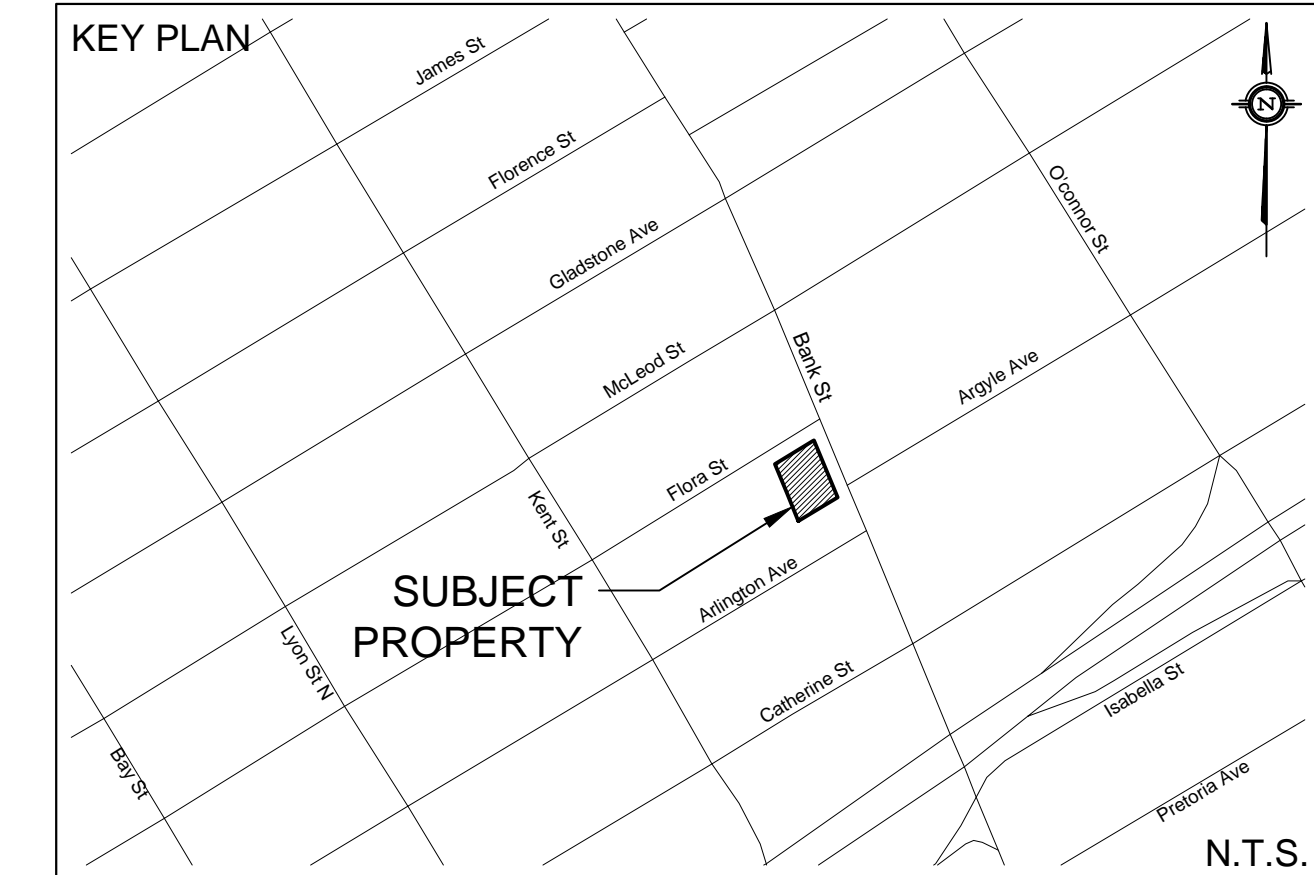 KEY PLAN
James St
N
Florence St
O'connor St
Gladstone Ave
Bank St
McLeod St
Argyle Ave
Flora St
Kent St
SUBJECT
PROPERTY
Arlington Ave
Lyon St N
Catherine St
Isabella St
Bay St
Pretoria Ave
N.T.S.